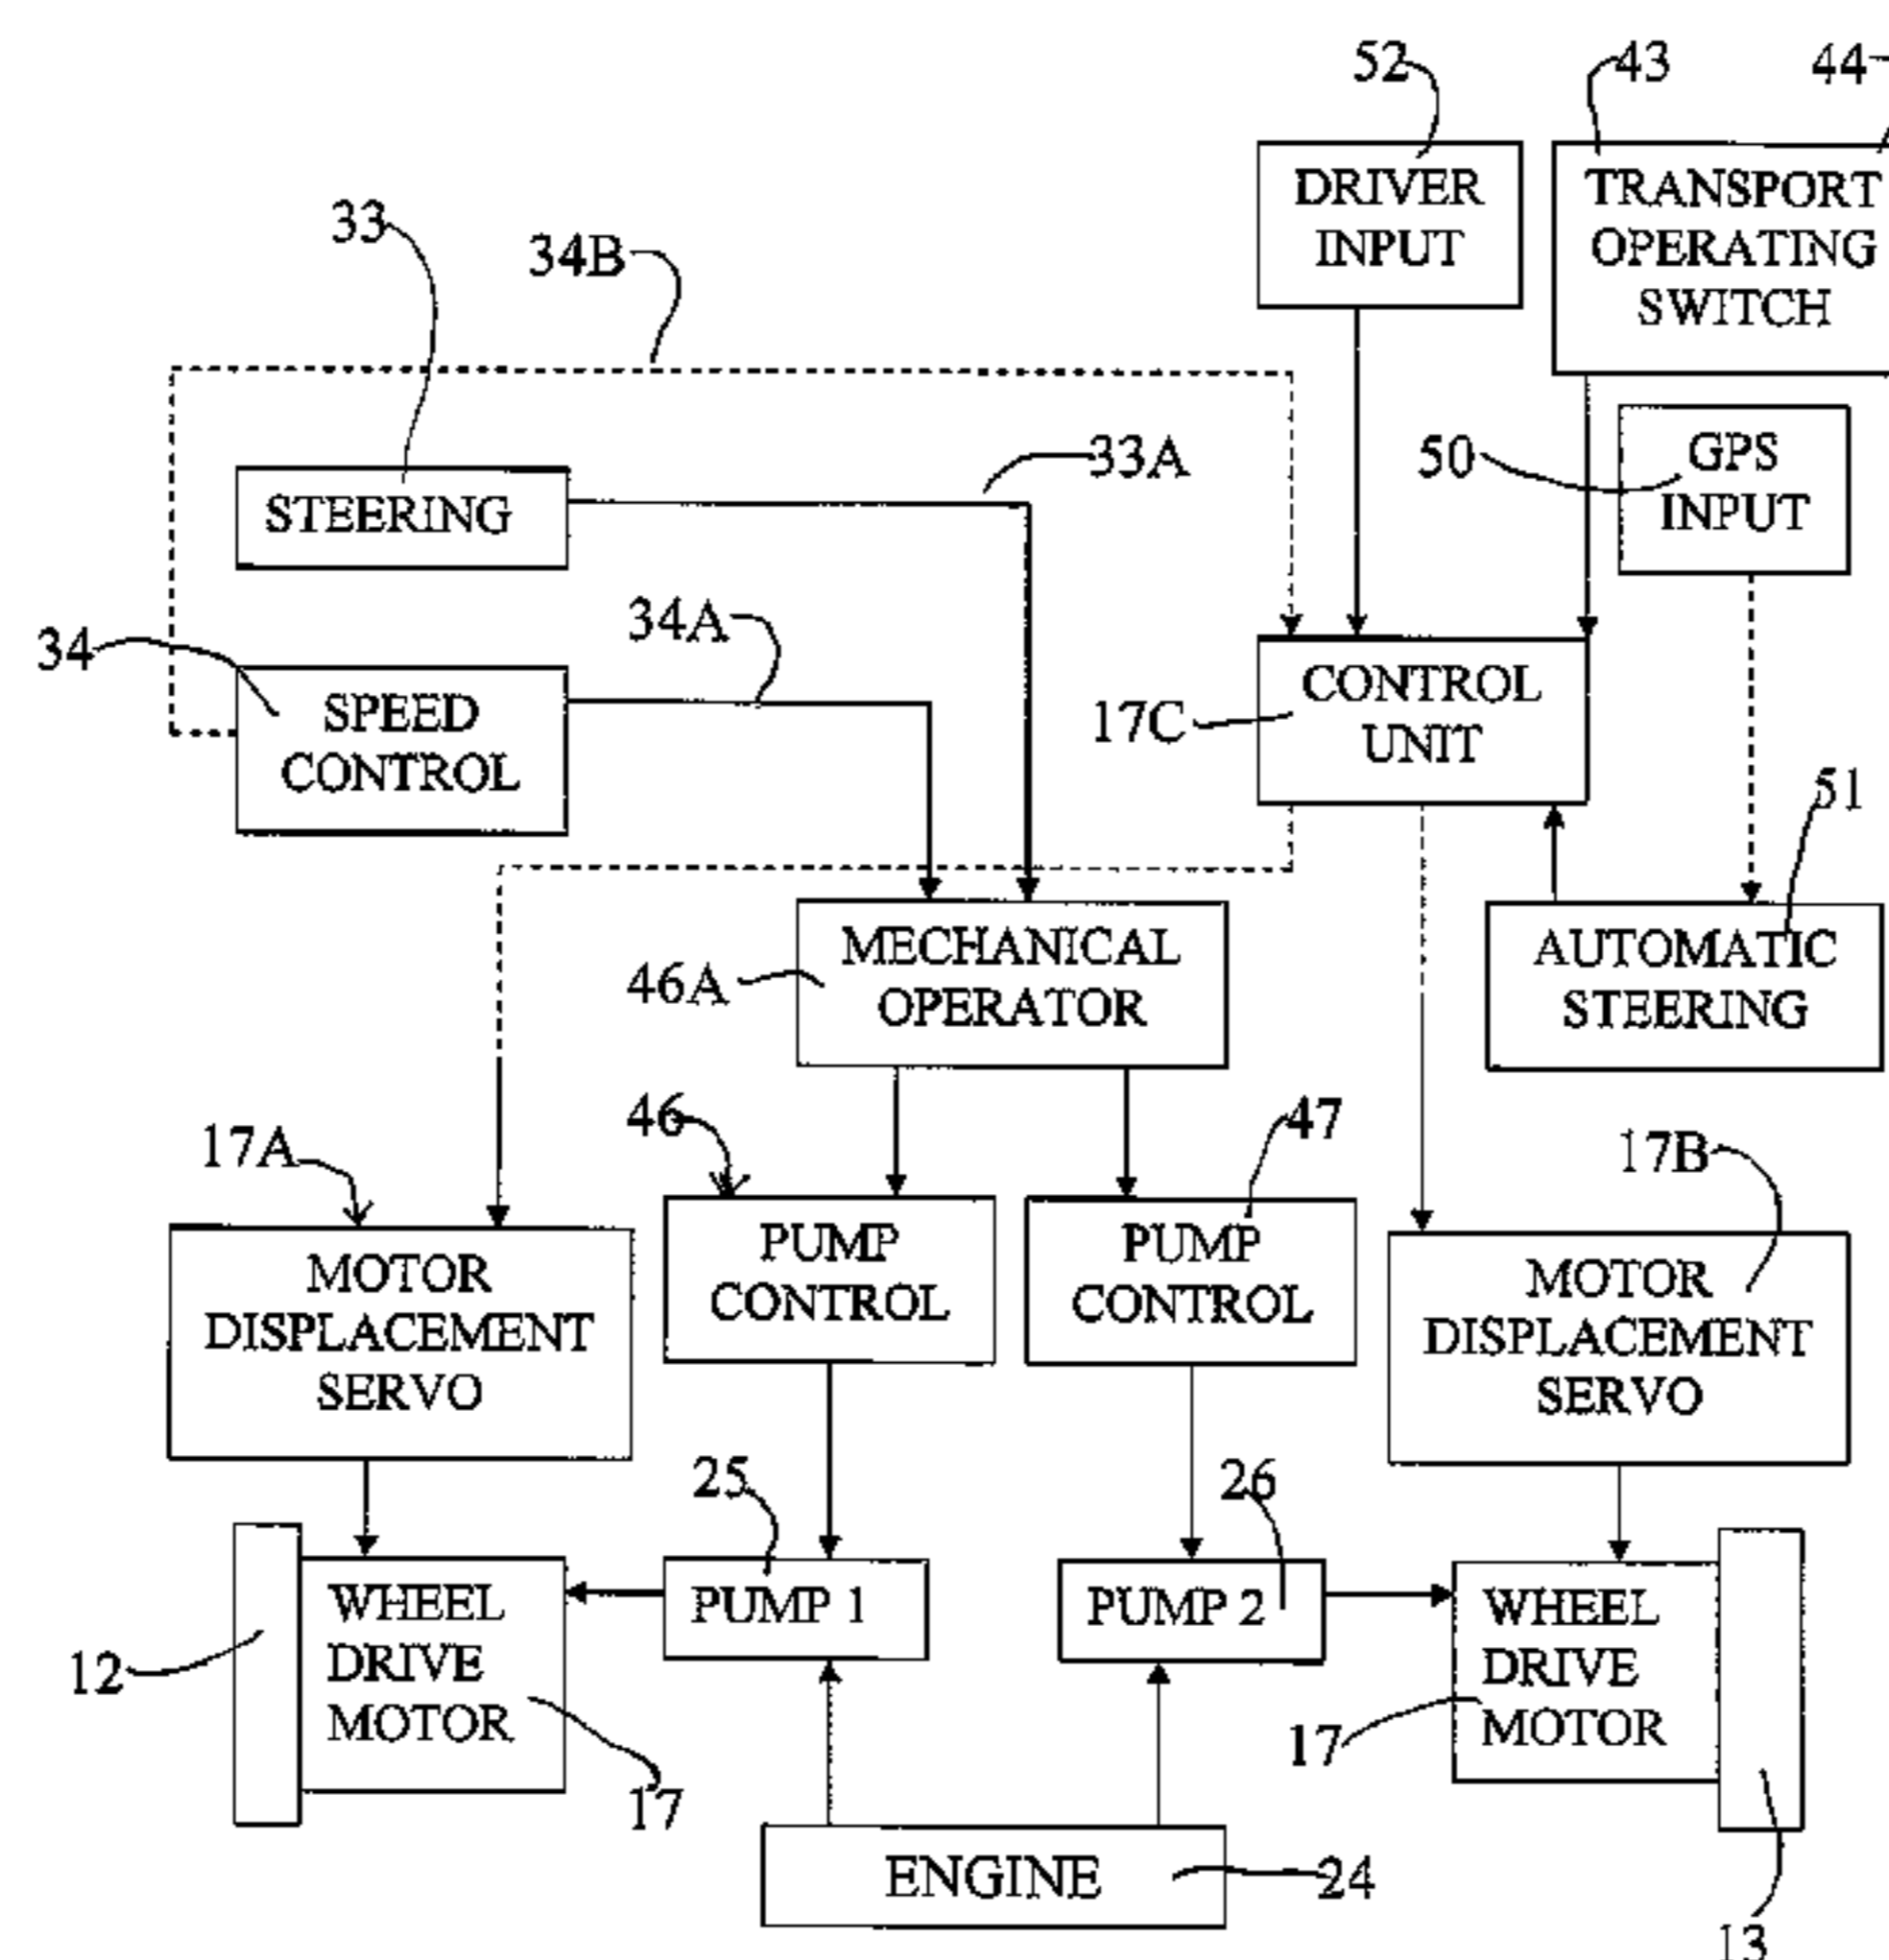 52
43
44
DRIVER
INPUT
TRANSPORT
OPERATING
SWITCH
33
34B
50
GPS
INPUT
33A
STEERING
34A
34
SPEED
CONTROL
17C
CONTROL
UNIT
51
46A
MECHANICAL
OPERATOR
AUTOMATIC
STEERING
17A
46
47
17B
MOTOR
DISPLACEMENT
SERVO
PUMP
CONTROL
PUMP
CONTROL
MOTOR
DISPLACEMENT
SERVO
25
26
12
WHEEL
DRIVE
MOTOR
PUMP 1
PUMP 2
WHEEL
DRIVE
MOTOR
17
17
ENGINE
24
13